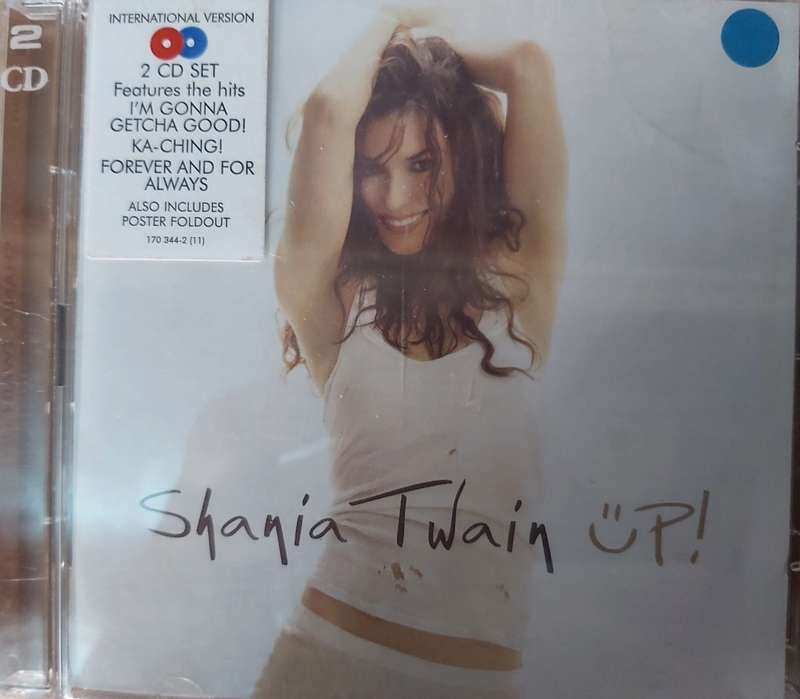 2
CD
INTERNATIONAL VERSION
2 CD SET
Features the hits
I'M GONNA
GETCHA GOOD!
KA-CHING!
FOREVER AND FOR
ALWAYS
ALSO INCLUDES
POSTER FOLDOUT
170 344-2 (11)
Shania Twain UP!